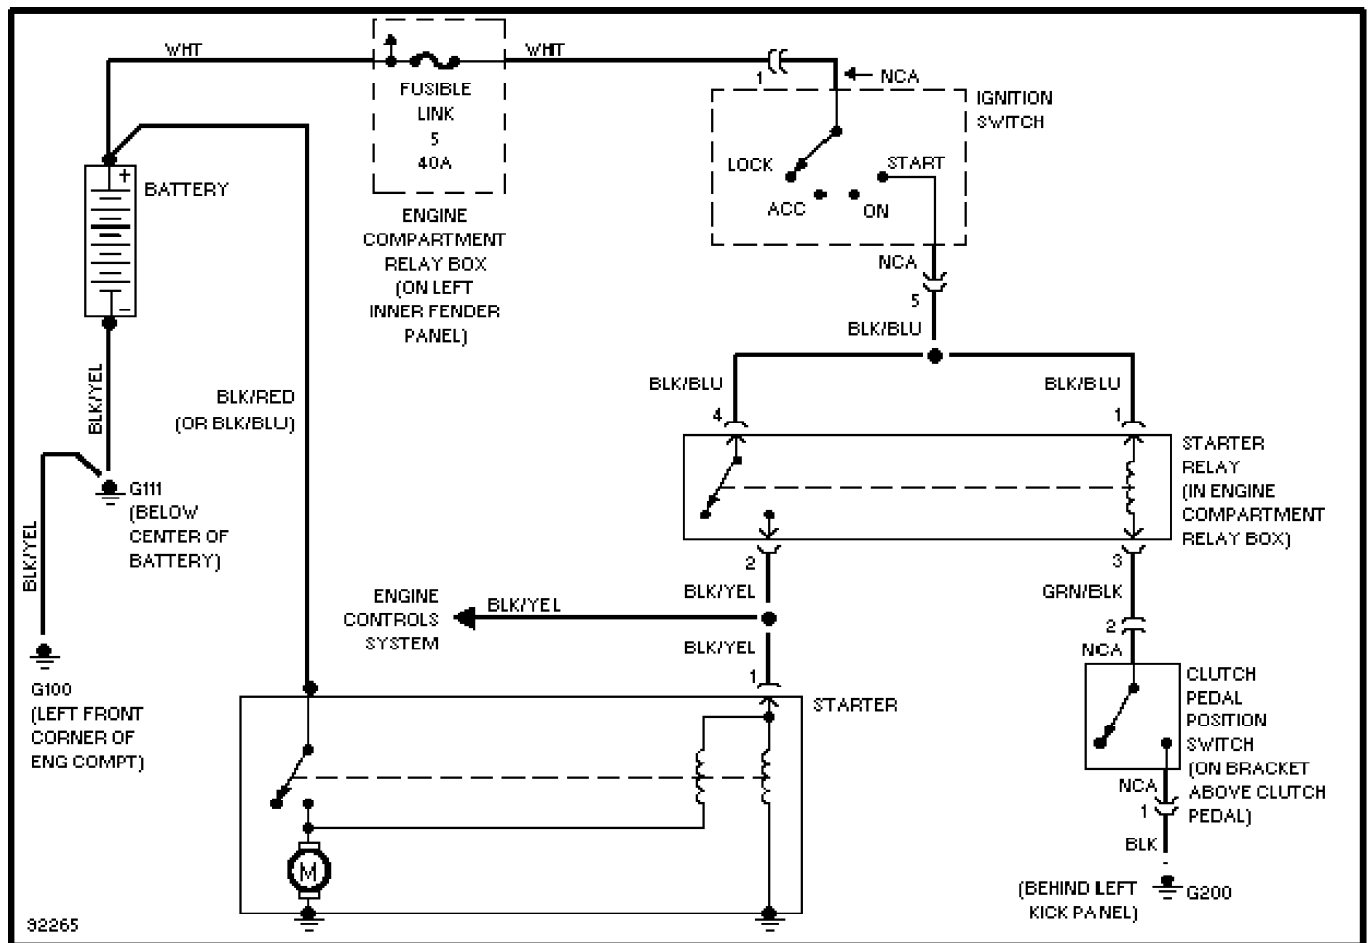 WHT
FUSIBLE
LINK
5
40A
WHT
1
NCA
IGNITION
SWITCH
LOCK
START
ACC
ON
+
BATTERY
-
ENGINE
COMPARTMENT
RELAY BOX
(ON LEFT
INNER FENDER
PANEL)
NCA
5
BLK/BLU
BLK/YEL
BLK/RED
(OR BLK/BLU)
BLK/BLU
4
BLK/BLU
1
STARTER
RELAY
(IN ENGINE
COMPARTMENT
RELAY BOX)
G111
(BELOW
CENTER OF
BATTERY)
BLK/YEL
2
BLK/YEL
3
GRN/BLK
ENGINE
CONTROLS
SYSTEM
BLK/YEL
BLK/YEL
1
2
NCA
G100
(LEFT FRONT
CORNER OF
ENG COMPT)
STARTER
CLUTCH
PEDAL
POSITION
SWITCH
(ON BRACKET
ABOVE CLUTCH
PEDAL)
NCA
1
BLK
M
(BEHIND LEFT
KICK PANEL)
G200
92265